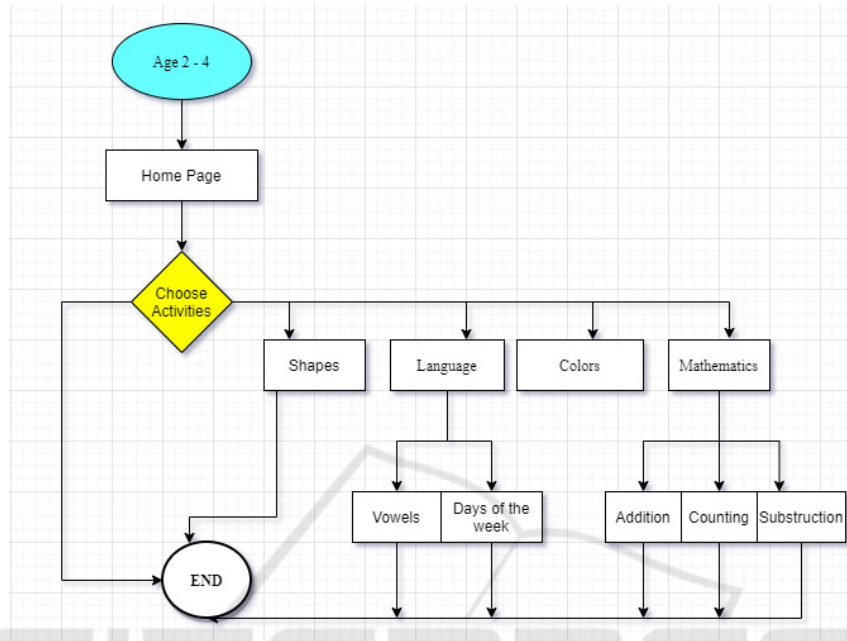 Age 2 - 4
Home Page
Choose
Activities
Shapes
Language
Colors
Mathematics
Vowels
Days of the
week
Addition
Counting
Substruction
END